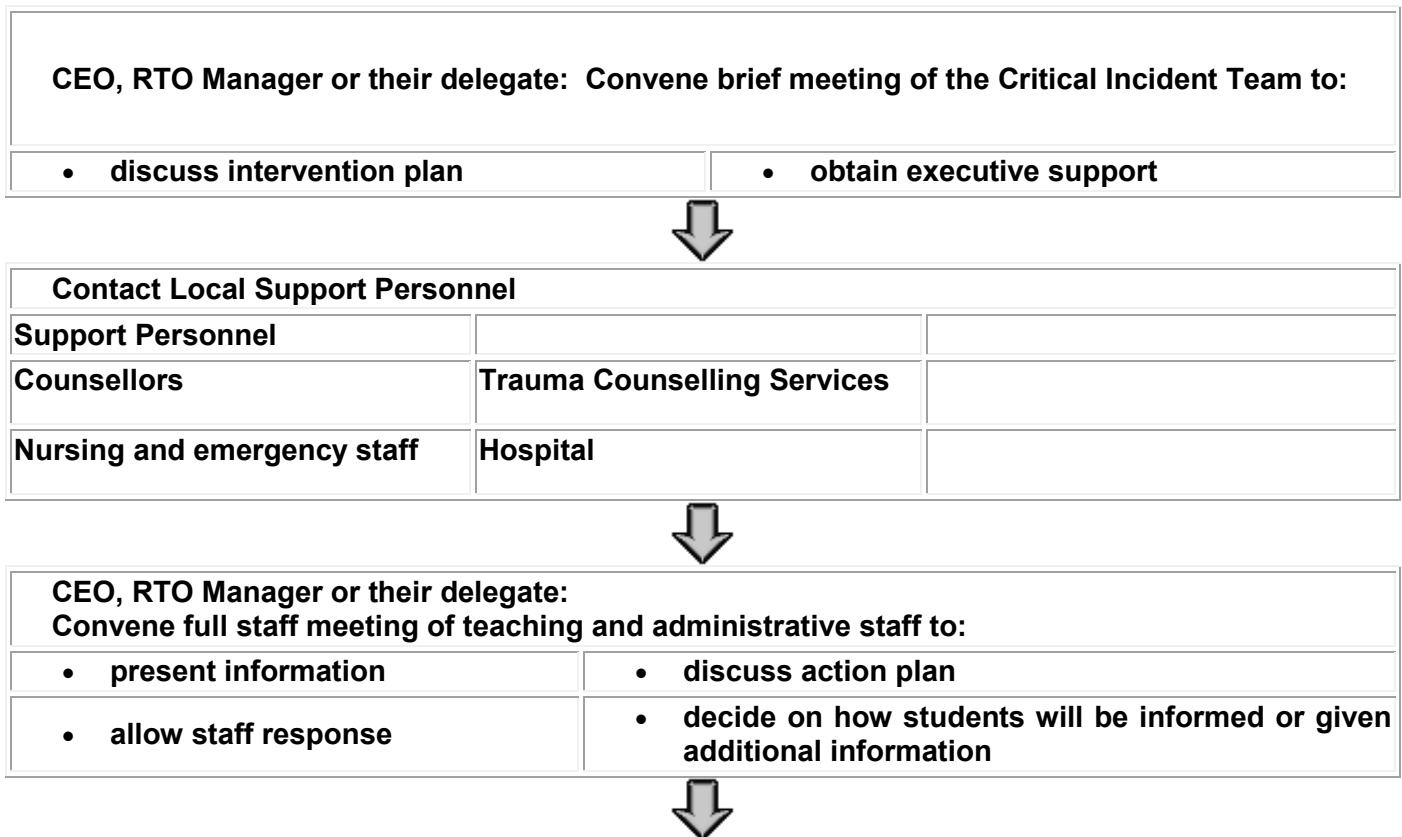 CEO, RTO Manager or their delegate:  Convene brief meeting of the Critical Incident Team to:
• discuss intervention plan
• obtain executive support
Contact Local Support Personnel
Support Personnel
Counsellors
Trauma Counselling Services
Nursing and emergency staff
Hospital
CEO, RTO Manager or their delegate:
Convene full staff meeting of teaching and administrative staff to:
• present information
• discuss action plan
• allow staff response
• decide on how students will be informed or given
additional information